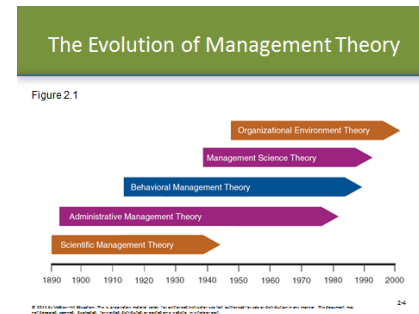 The Evolution of Management Theory
Figure 2.1
Organizational Environment Theory
Management Science Theory
Behavioral Management Theory
Administrative Management Theory
Scientific Management Theory
1890 1900 1910 1920 1930 1940 1950 1960 1970 1980 1990 2000
2-4